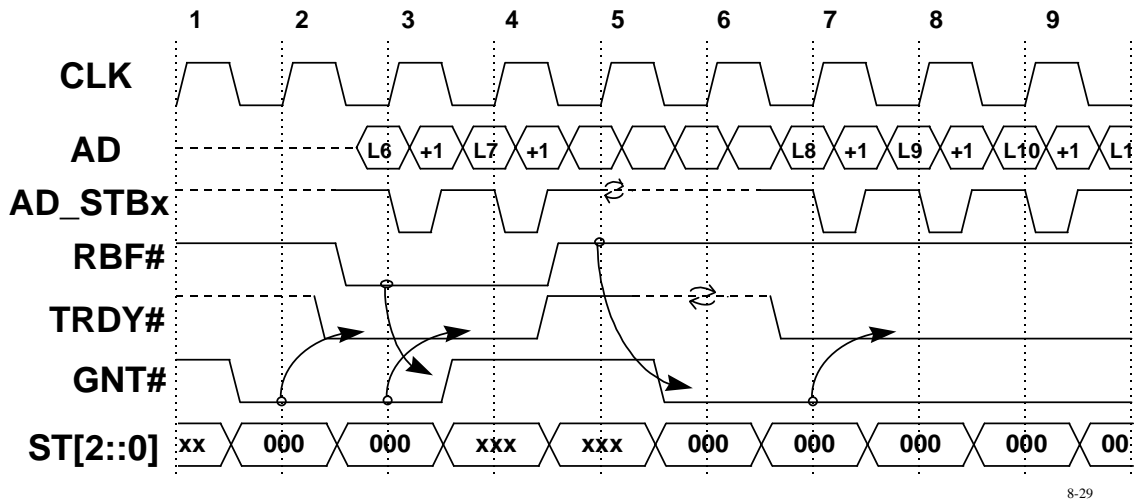 1 2 3 4 5 6 7 8 9
CLK
AD L6 +1 L7 +1 L8 +1 L9 +1 L10 +1 L1
AD_STBx
RBF#
TRDY#
GNT#
ST[2::0] xx 000 000 xxx xxx 000 000 000 000 00
8-29